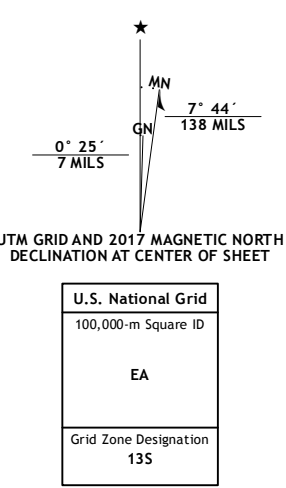 ★
MN
7° 44´
138 MILS
GN
0° 25´
7 MILS
UTM GRID AND 2017 MAGNETIC NORTH
DECLINATION AT CENTER OF SHEET
U.S. National Grid
100,000-m Square ID
EA
Grid Zone Designation
13S